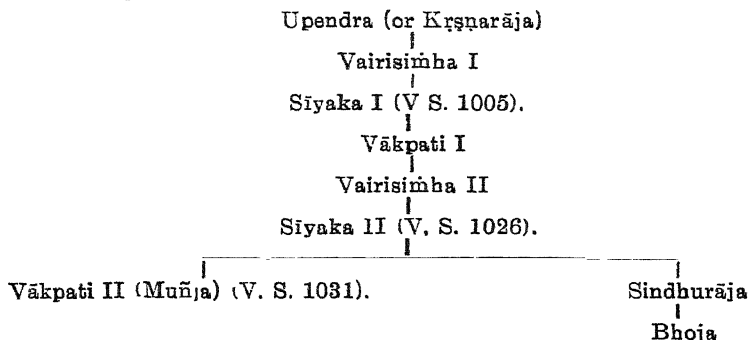 Upendra (or Kṛṣṇarāja)
Vairisiṁha I
Sīyaka I (V S. 1005).
Vākpati I
Vairisiṁha II
Sīyaka II (V. S. 1026).
Vākpati II (Muñja) (V. S. 1031). Sindhurāja
Bhoja